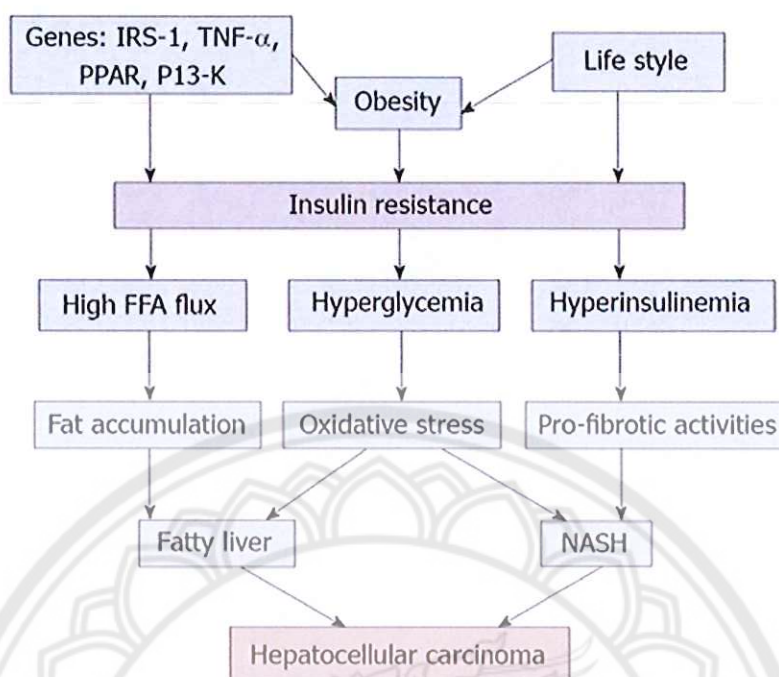 Genes: IRS-1, TNF-α,
PPAR, P13-K
Life style
Obesity
Insulin resistance
High FFA flux
Hyperglycemia
Hyperinsulinemia
Fat accumulation
Oxidative stress
Pro-fibrotic activities
Fatty liver
NASH
Hepatocellular carcinoma